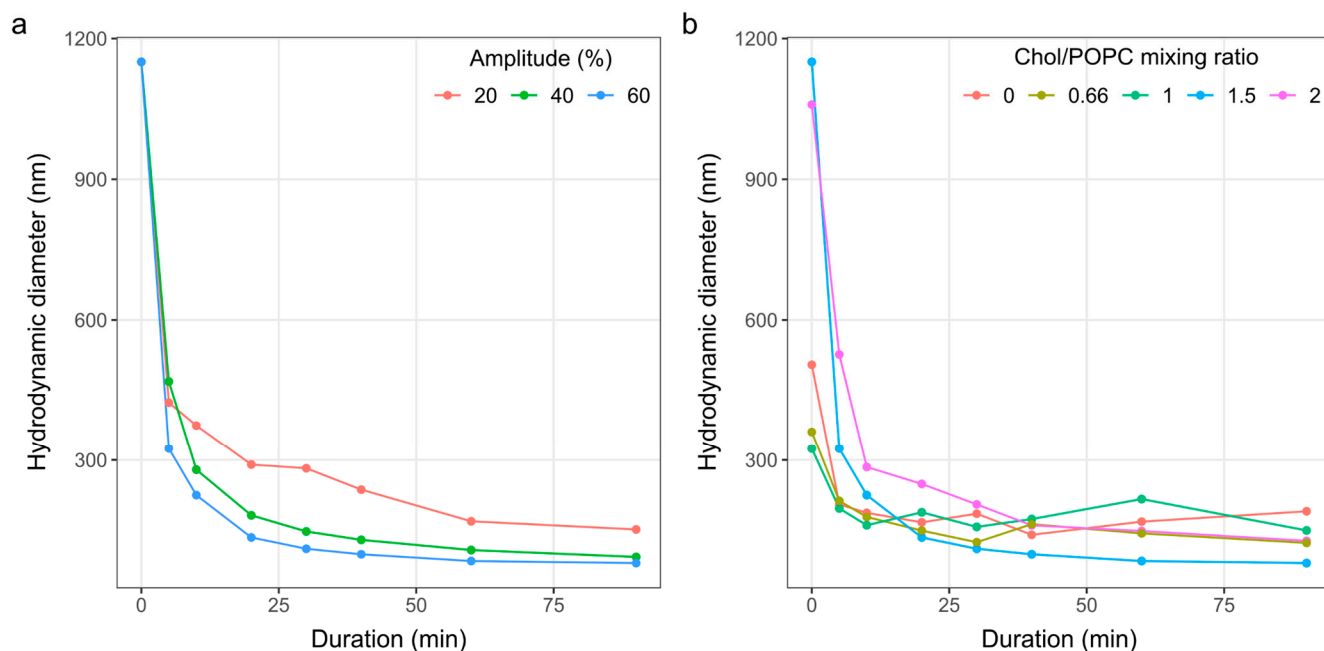 a
Amplitude (%)
20 40 60
1200
900
600
300
Hydrodynamic diameter (nm)
0 25 50 75
Duration (min)
b
Chol/POPC mixing ratio
0 0.66 1 1.5 2
1200
900
600
300
Hydrodynamic diameter (nm)
0 25 50 75
Duration (min)